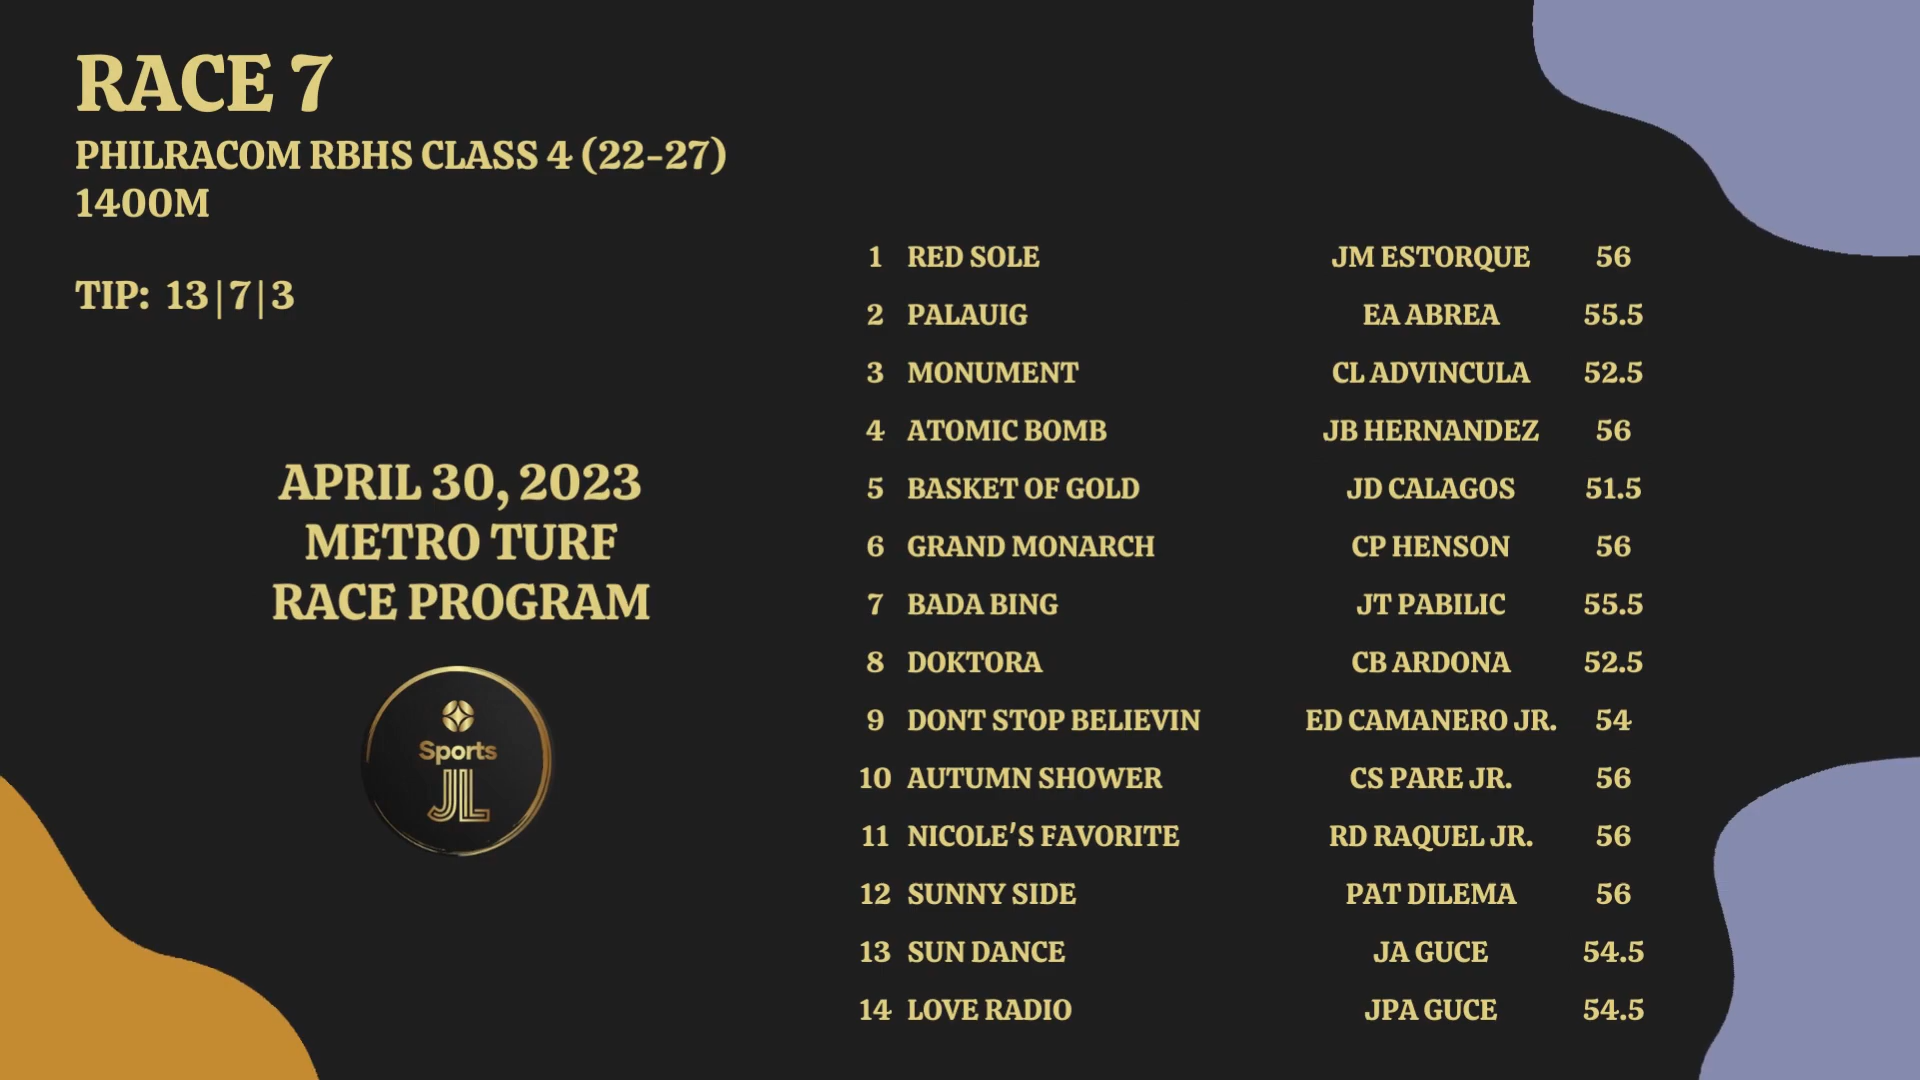 RACE 7
PHILRACOM RBHS CLASS 4 (22-27)
1400M
TIP: 13|7|3
APRIL 30, 2023
METRO TURF
RACE PROGRAM
Sports
JL
1 RED SOLE JM ESTORQUE 56
2 PALAUIG EA ABREA 55.5
3 MONUMENT CL ADVINCULA 52.5
4 ATOMIC BOMB JB HERNANDEZ 56
5 BASKET OF GOLD JD CALAGOS 51.5
6 GRAND MONARCH CP HENSON 56
7 BADA BING JT PABILIC 55.5
8 DOKTORA CB ARDONA 52.5
9 DONT STOP BELIEVIN ED CAMANERO JR. 54
10 AUTUMN SHOWER CS PARE JR. 56
11 NICOLE'S FAVORITE RD RAQUEL JR. 56
12 SUNNY SIDE PAT DILEMA 56
13 SUN DANCE JA GUCE 54.5
14 LOVE RADIO JPA GUCE 54.5